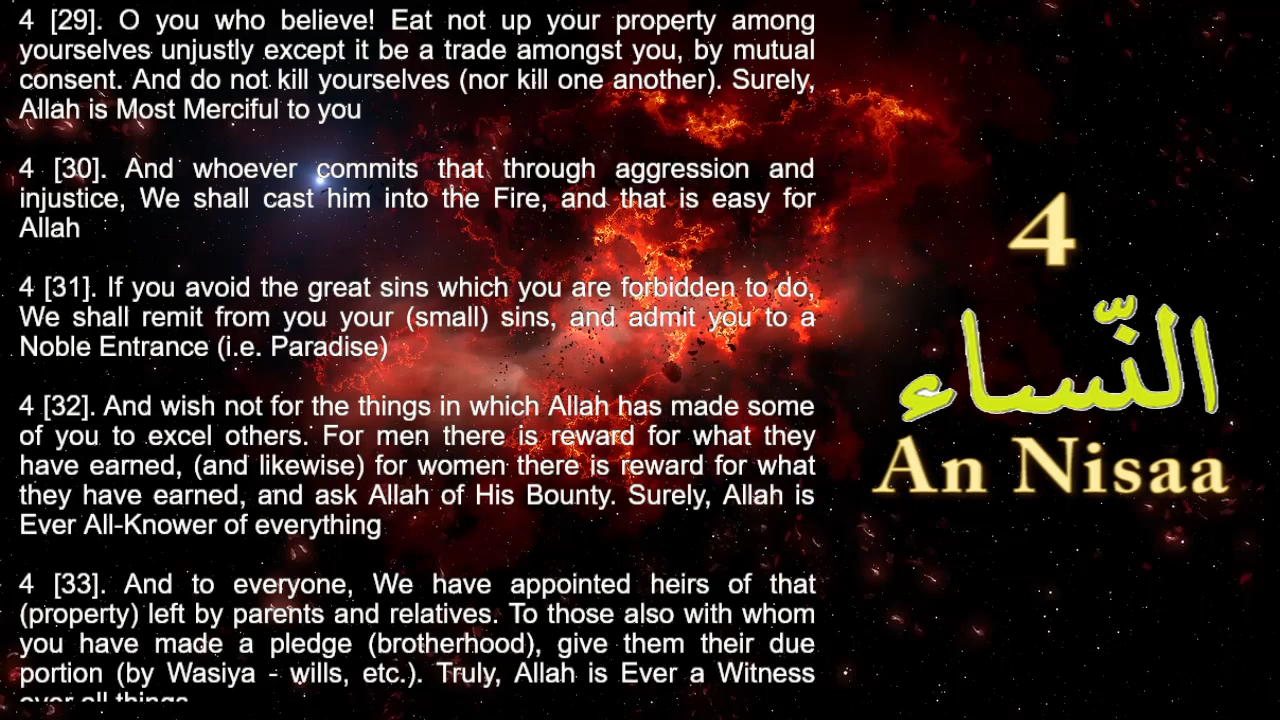 4 [29]. O you who believe! Eat not up your property among
yourselves unjustly except it be a trade amongst you, by mutual
consent. And do not kill yourselves (nor kill one another). Surely,
Allah is Most Merciful to you
4 [30]. And whoever commits that through aggression and
injustice, We shall cast him into the Fire, and that is easy for
Allah
4 [31]. If you avoid the great sins which you are forbidden to do,
We shall remit from you your (small) sins, and admit you to a
Noble Entrance (i.e. Paradise)
4 [32]. And wish not for the things in which Allah has made some
of you to excel others. For men there is reward for what they
have earned, (and likewise) for women there is reward for what
they have earned, and ask Allah of His Bounty. Surely, Allah is
Ever All-Knower of everything
4 [33]. And to everyone, We have appointed heirs of that
(property) left by parents and relatives. To those also with whom
you have made a pledge (brotherhood), give them their due
portion (by Wasiya - wills, etc.). Truly, Allah is Ever a Witness
over all things
4
النّساء
An Nisaa